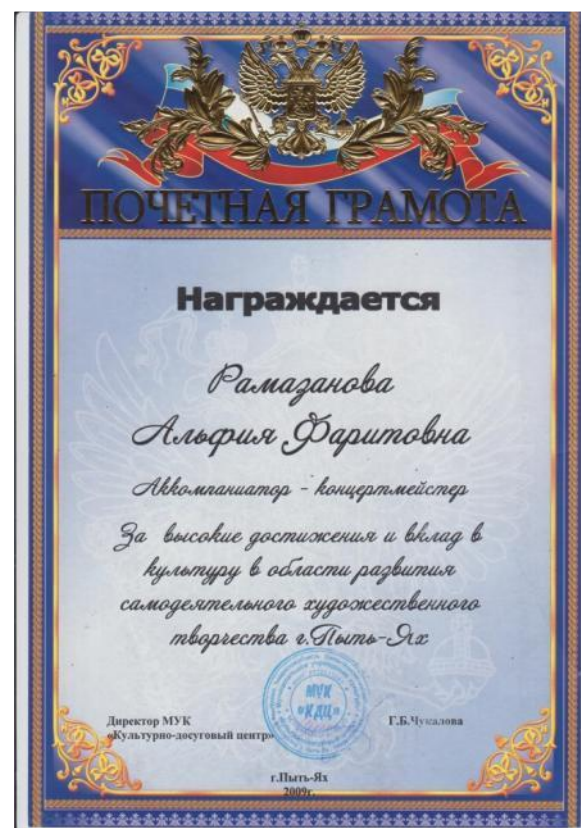 ПОЧЕТНАЯ ГРАМОТА
Награждается
Рамазанова
Альфия Фаритовна
Аккомпаниатор - концертмейстер
За высокие достижения и вклад в
культуру в области развития
самодеятельного художественного
творчества г.Пыть-Ях
МУК
«КДЦ»
Директор МУК
«Культурно-досуговый центр»
Г.Б.Чукалова
г.Пыть-Ях
2009г.